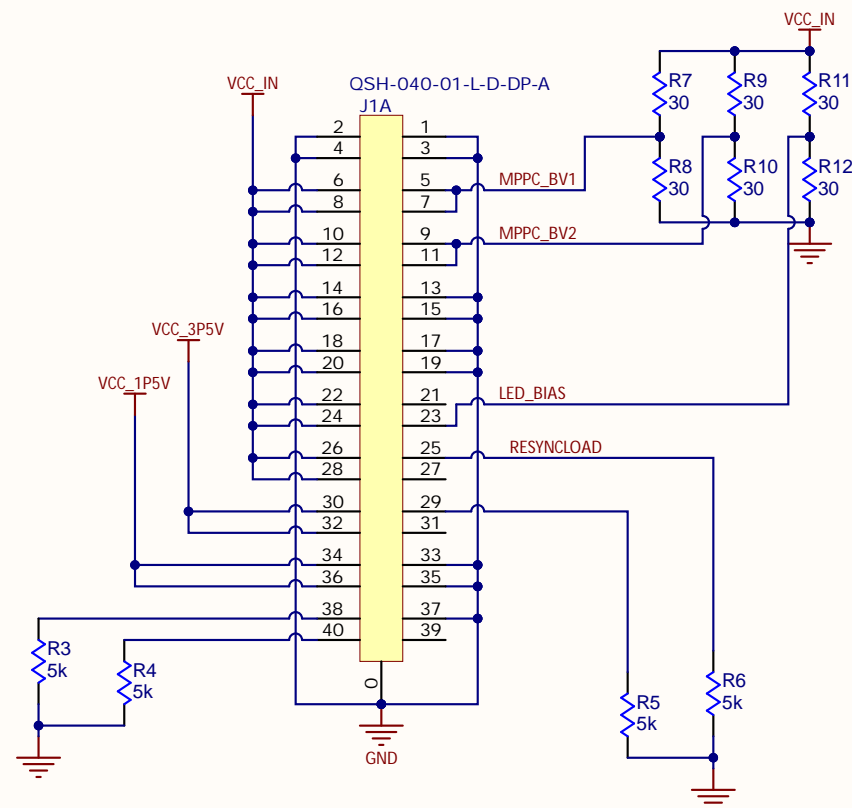 VCC_IN
VCC_IN
QSH-040-01-L-D-DP-A
J1A
R7
30
R9
30
R11
30
R8
30
R10
30
R12
30
2 1
4 3
6 5 MPPC_BV1
8 7
10 9 MPPC_BV2
12 11
14 13
16 15
VCC_3P5V
18 17
20 19
VCC_1P5V
22 21 LED_BIAS
24 23
26 25 RESYNCLOAD
28 27
30 29
32 31
34 33
36 35
38 37
40 39
R3
5k
R4
5k
0
R5
5k
R6
5k
GND